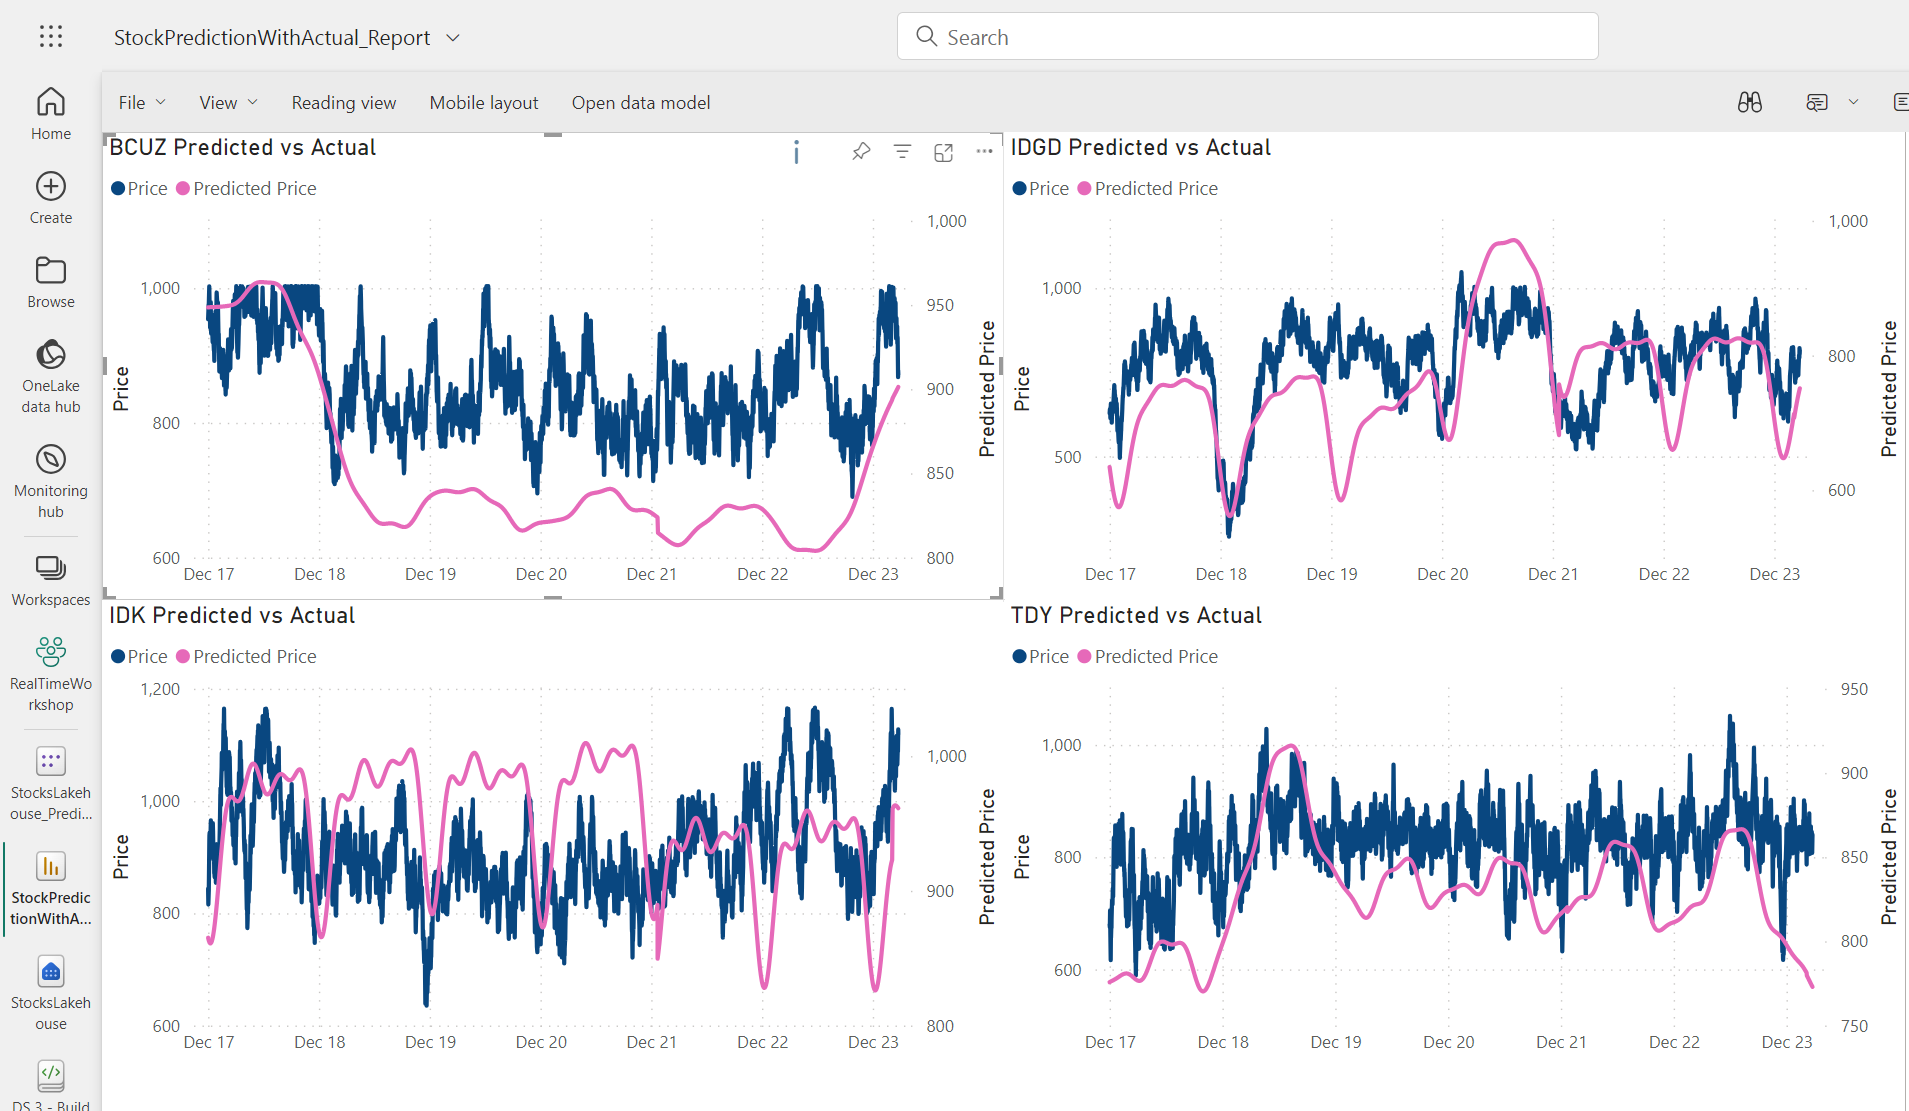 StockPredictionWithActual_Report
Search
Home
Create
Browse
OneLake
data hub
Monitoring
hub
Workspaces
RealTimeWo
rkshop
StocksLakeh
ouse_Predi...
StockPredic
tionWithA...
StocksLakeh
ouse
DS 3 - Build
File
View
Reading view
Mobile layout
Open data model
BCUZ Predicted vs Actual
Price
Predicted Price
1,000
800
600
Price
1,000
950
900
850
800
Predicted Price
Dec 17
Dec 18
Dec 19
Dec 20
Dec 21
Dec 22
Dec 23
IDGD Predicted vs Actual
Price
Predicted Price
1,000
500
Price
1,000
800
600
Predicted Price
Dec 17
Dec 18
Dec 19
Dec 20
Dec 21
Dec 22
Dec 23
IDK Predicted vs Actual
Price
Predicted Price
1,200
1,000
800
600
Price
1,000
900
800
Predicted Price
Dec 17
Dec 18
Dec 19
Dec 20
Dec 21
Dec 22
Dec 23
TDY Predicted vs Actual
Price
Predicted Price
1,000
800
600
Price
950
900
850
800
750
Predicted Price
Dec 17
Dec 18
Dec 19
Dec 20
Dec 21
Dec 22
Dec 23